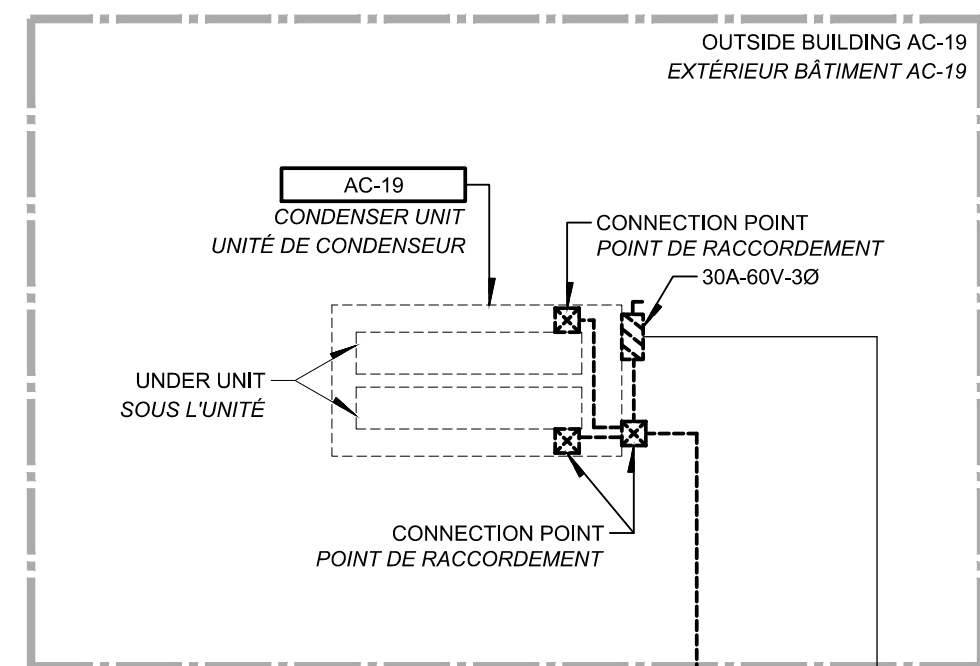 OUTSIDE BUILDING AC-19
EXTÉRIEUR BÂTIMENT AC-19
AC-19
CONDENSER UNIT
UNITÉ DE CONDENSEUR
CONNECTION POINT
POINT DE RACCORDEMENT
30A-60V-3Ø
UNDER UNIT
SOUS L'UNITÉ
CONNECTION POINT
POINT DE RACCORDEMENT